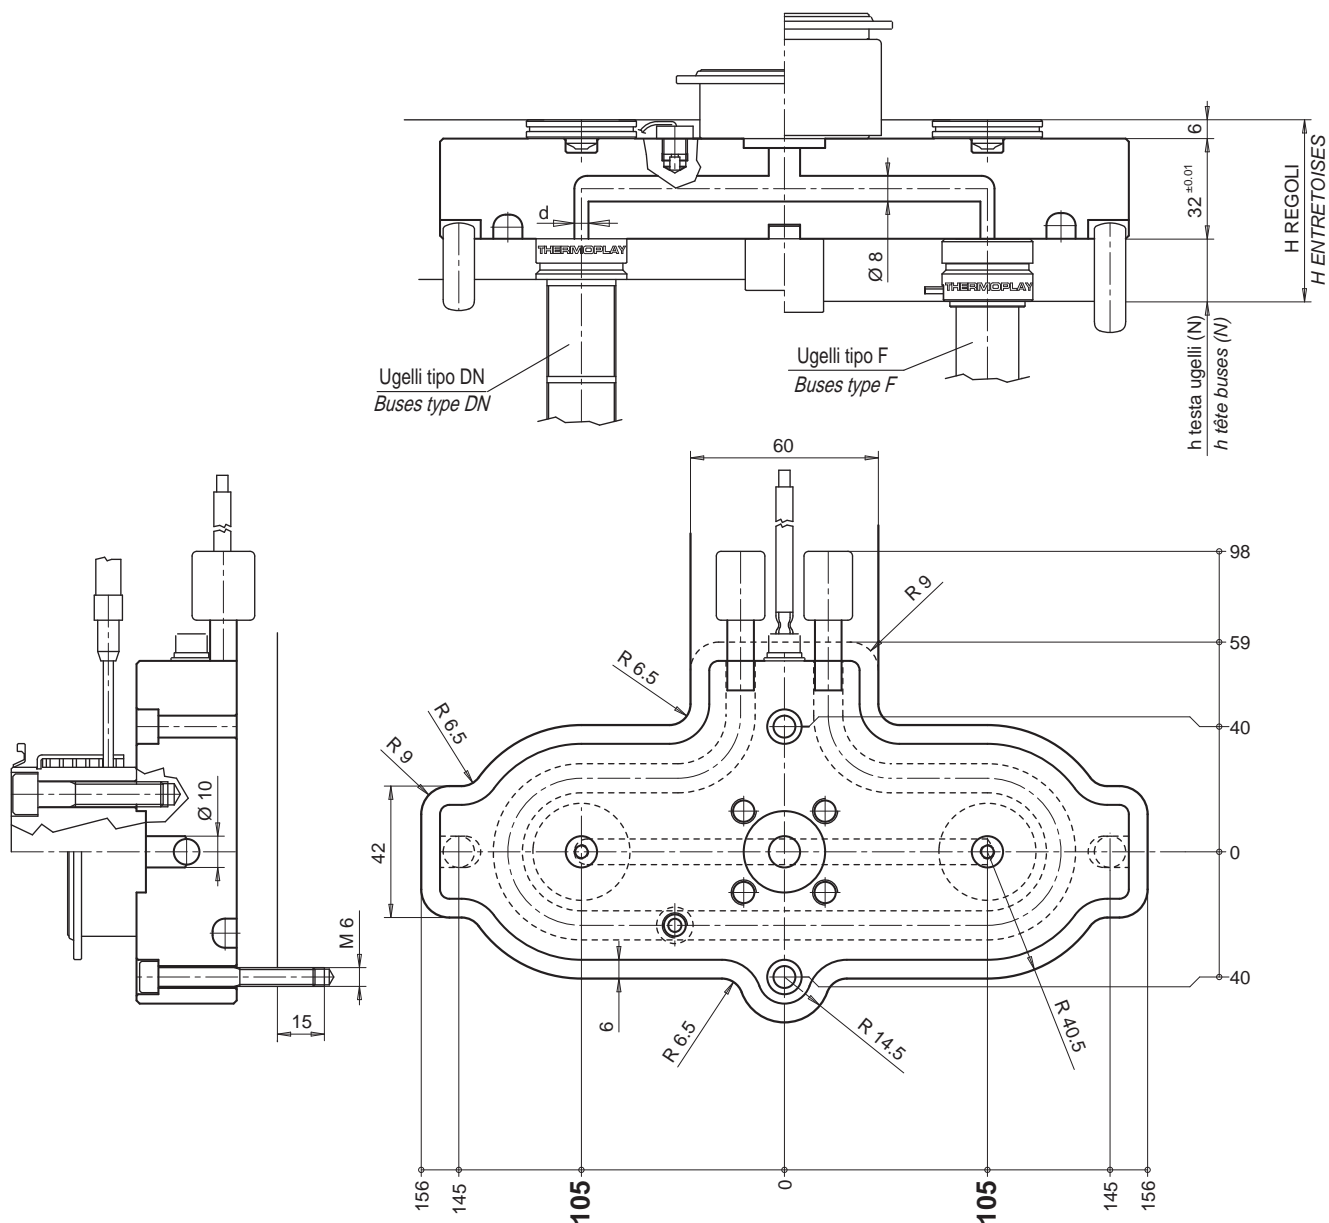 6
32 ±0.01
H REGOLI
H ENTRETOISES
d
Ø 8
THERMOPLAY
THERMOPLAY
Ugelli tipo DN
Buses type DN
Ugelli tipo F
Buses type F
h testa ugelli (N)
h tête buses (N)
60
98
R 9
59
R 6.5
R 6.5
R 9
40
Ø 10
42
0
M 6
15
6
R 6.5
R 14.5
R 40.5
40
156
145
105
0
105
145
156